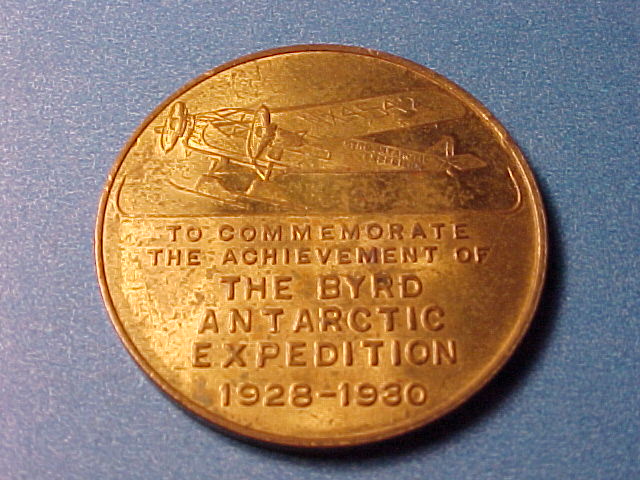 TO COMMEMORATE
THE ACHIEVEMENT OF
THE BYRD
ANTARCTIC
EXPEDITION
1928-1930